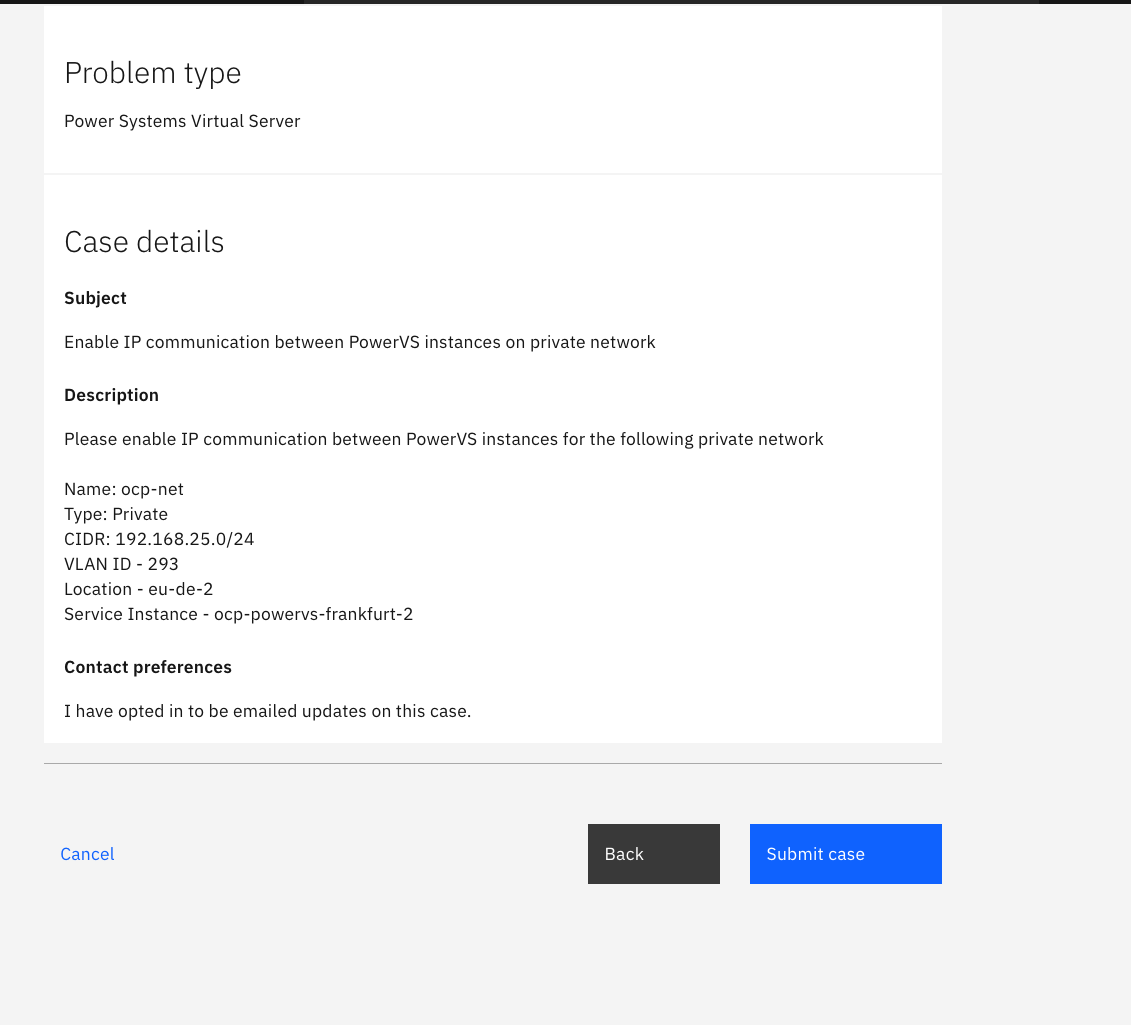 Problem type
Power Systems Virtual Server
Case details
Subject
Enable IP communication between PowerVS instances on private network
Description
Please enable IP communication between PowerVS instances for the following private network
Name: ocp-net
Type: Private
CIDR: 192.168.25.0/24
VLAN ID - 293
Location - eu-de-2
Service Instance - ocp-powervs-frankfurt-2
Contact preferences
I have opted in to be emailed updates on this case.
Cancel
Back
Submit case